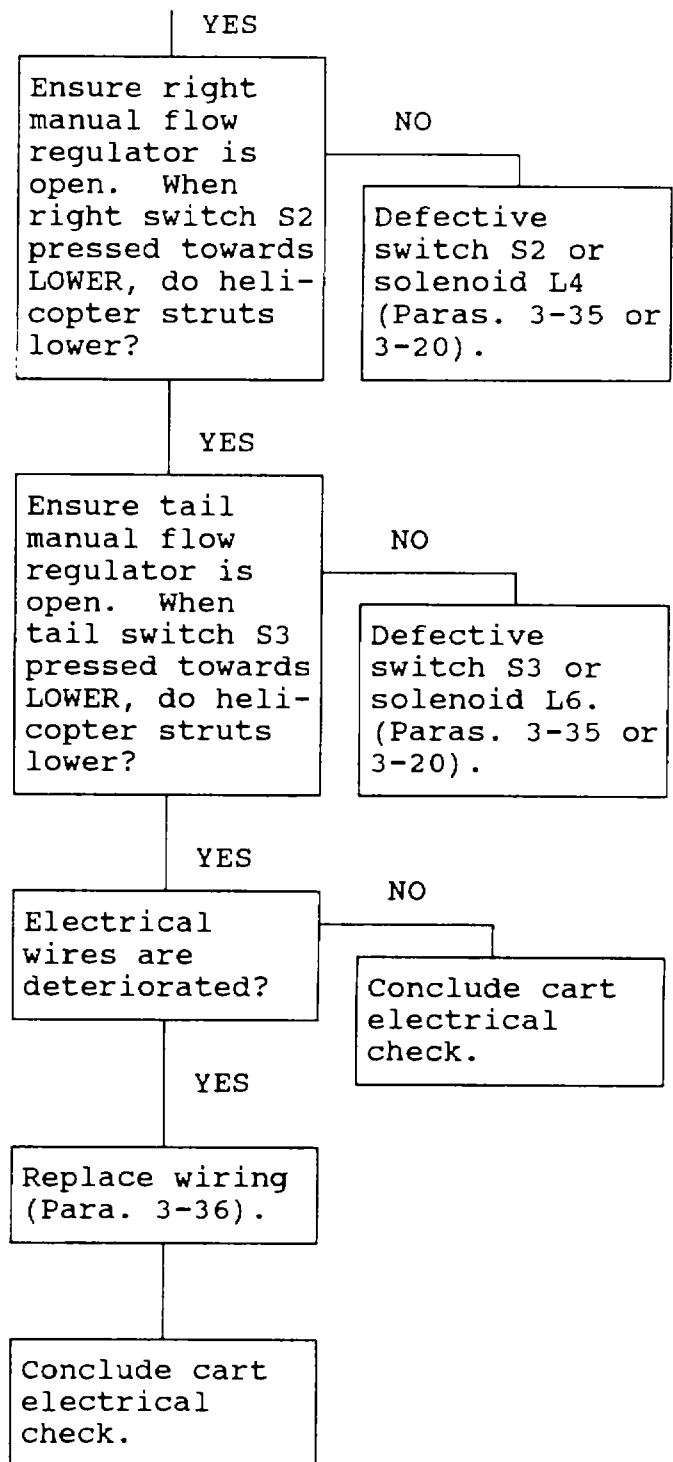 YES
Ensure right
manual flow
regulator is
open. When
right switch S2
pressed towards
LOWER, do heli-
copter struts
lower?
NO
Defective
switch S2 or
solenoid L4
(Paras. 3-35 or
3-20).
YES
Ensure tail
manual flow
regulator is
open. When
tail switch S3
pressed towards
LOWER, do heli-
copter struts
lower?
NO
Defective
switch S3 or
solenoid L6.
(Paras. 3-35 or
3-20).
YES
Electrical
wires are
deteriorated?
NO
Conclude cart
electrical
check.
YES
Replace wiring
(Para. 3-36).
Conclude cart
electrical
check.